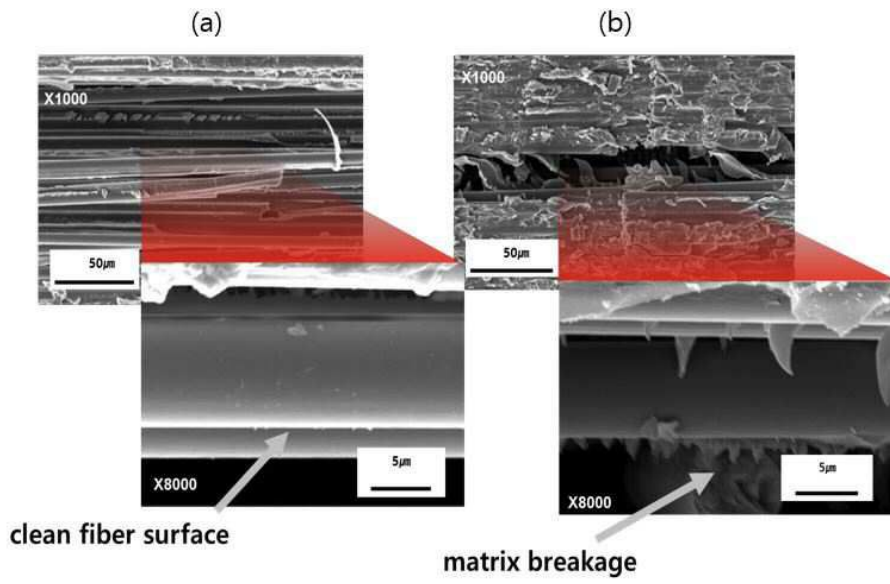 (a)
(b)
X1000
X1000
50μm
50μm
5μm
5μm
X8000
X8000
clean fiber surface
matrix breakage